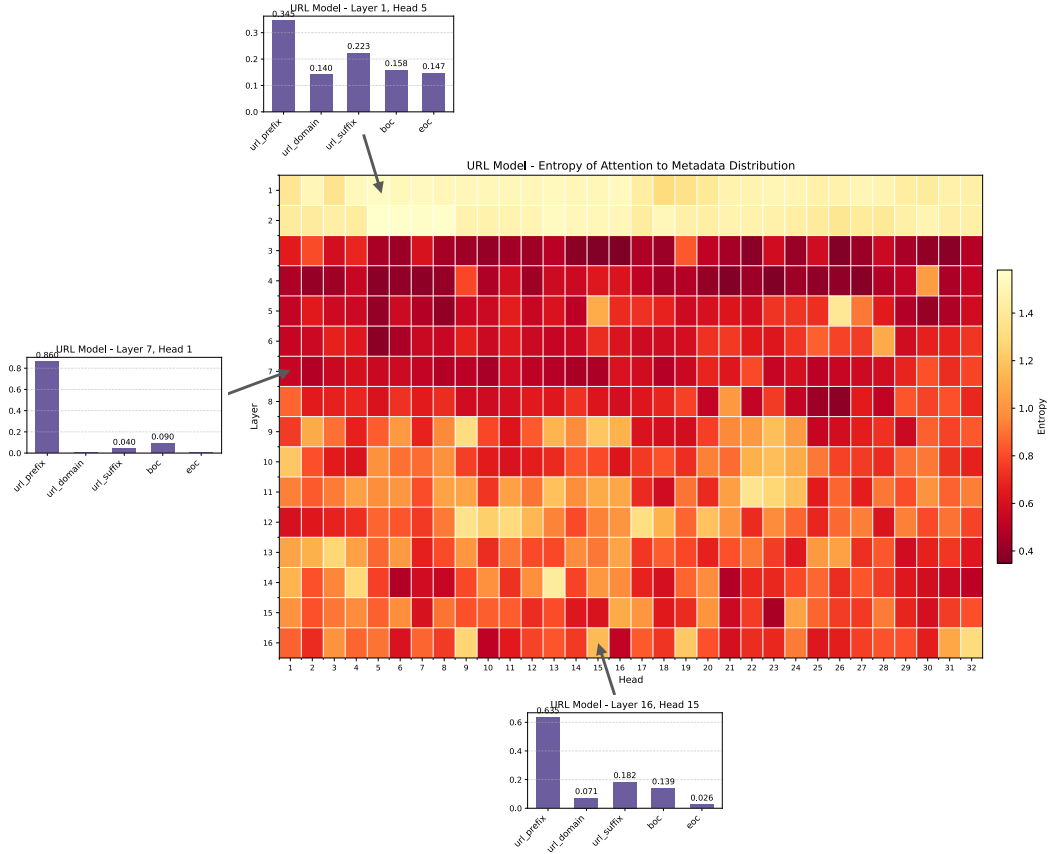 URL Model - Layer 1, Head 5
0.345
0.3
0.2
0.1
0.0
0.140
0.223
0.158
0.147
url_prefix
url_domain
url_suffix
boc
eoc
URL Model - Entropy of Attention to Metadata Distribution
1
2
3
4
5
6
7
8
9
10
11
12
13
14
15
16
Layer
1 2 3 4 5 6 7 8 9 10 11 12 13 14 15 16 17 18 19 20 21 22 23 24 25 26 27 28 29 30 31 32
Head
1.4
1.2
1.0
0.8
0.6
0.4
Entropy
URL Model - Layer 7, Head 1
0.860
0.8
0.6
0.4
0.2
0.0
0.040
0.090
url_prefix
url_domain
url_suffix
boc
eoc
URL Model - Layer 16, Head 15
0.635
0.6
0.4
0.2
0.0
0.071
0.182
0.139
0.026
url_prefix
url_domain
url_suffix
boc
eoc